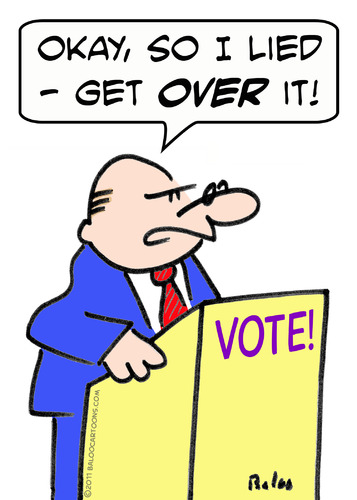 OKAY, SO I LIED
- GET OVER IT!
VOTE!
©2011 BALOOCARTOONS.COM
Baloo